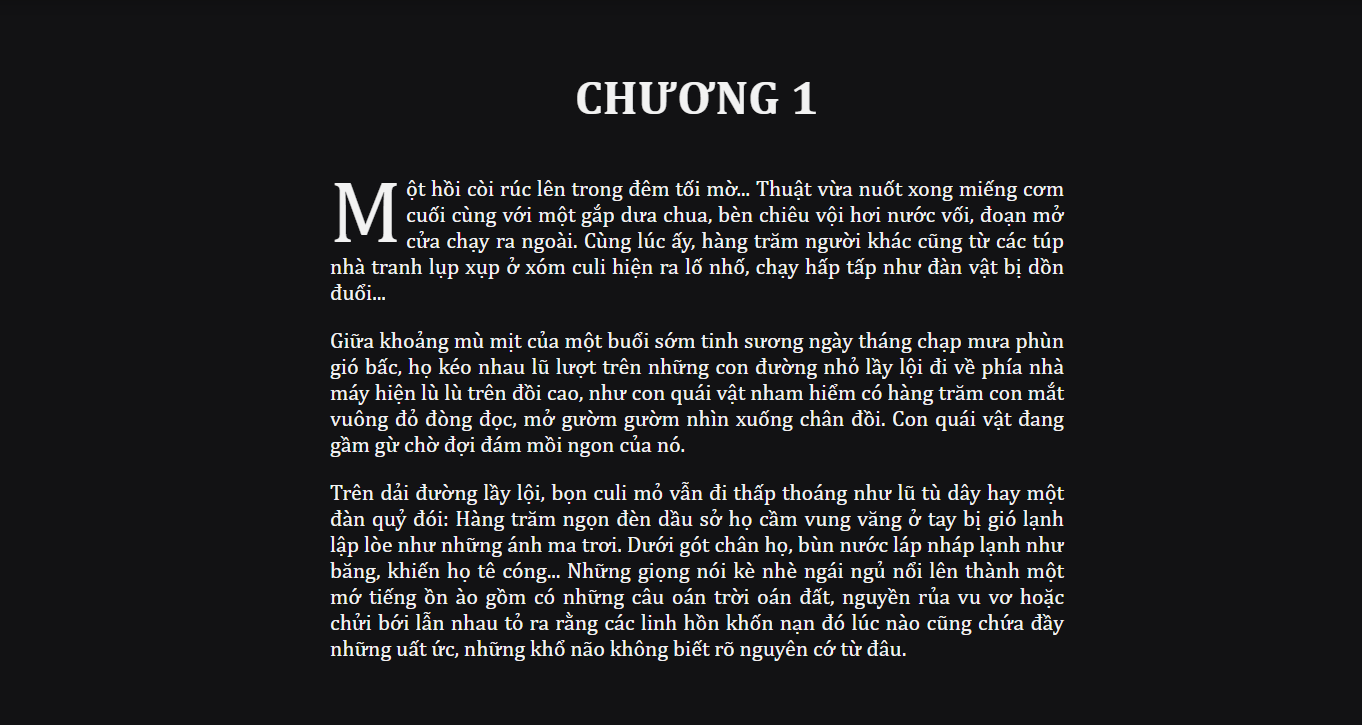 CHƯƠNG 1
Một hồi còi rúc lên trong đêm tối mờ... Thuật vừa nuốt xong miếng cơm
cuối cùng với một gắp dưa chua, bèn chiêu vội hơi nước vối, đoạn mở
cửa chạy ra ngoài. Cùng lúc ấy, hàng trăm người khác cũng từ các túp
nhà tranh lụp xụp ở xóm culi hiện ra lố nhố, chạy hấp tấp như đàn vật bị dồn
đuổi...
Giữa khoảng mù mịt của một buổi sớm tinh sương ngày tháng chạp mưa phùn
gió bấc, họ kéo nhau lũ lượt trên những con đường nhỏ lầy lội đi về phía nhà
máy hiện lù lù trên đồi cao, như con quái vật nham hiểm có hàng trăm con mắt
vuông đỏ đòng đọc, mở gườm gườm nhìn xuống chân đồi. Con quái vật đang
gầm gừ chờ đợi đám mồi ngon của nó.
Trên dải đường lầy lội, bọn culi mỏ vẫn đi thấp thoáng như lũ tù dây hay một
đàn quỷ đói: Hàng trăm ngọn đèn dầu sở họ cầm vung văng ở tay bị gió lạnh
lập lòe như những ánh ma trơi. Dưới gót chân họ, bùn nước láp nháp lạnh như
băng, khiến họ tê cóng... Những giọng nói kè nhè ngái ngủ nổi lên thành một
mớ tiếng ồn ào gồm có những câu oán trời oán đất, nguyền rủa vu vơ hoặc
chửi bới lẫn nhau tỏ ra rằng các linh hồn khốn nạn đó lúc nào cũng chứa đầy
những uất ức, những khổ não không biết rõ nguyên cớ từ đâu.